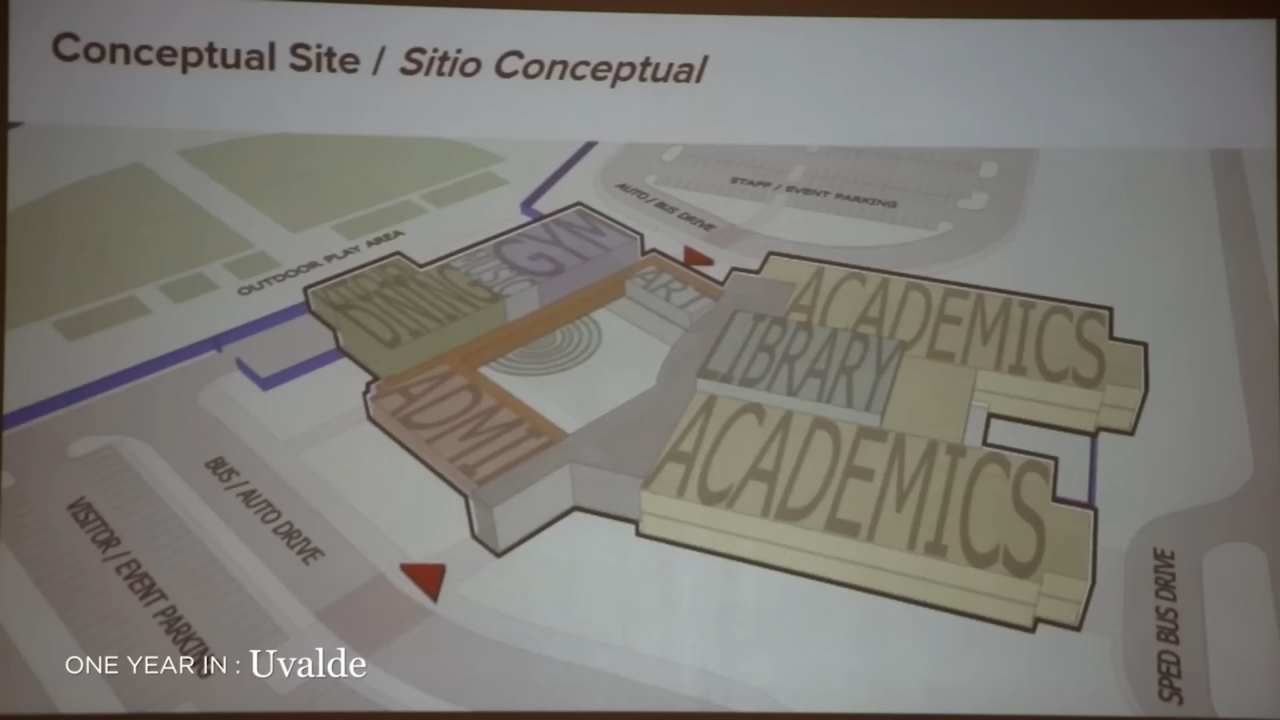 Conceptual Site / Sitio Conceptual
STAFF / EVENT PARKING
AUTO / BUS DRIVE
OUTDOOR PLAY AREA
GYM
DINING
ART
ACADEMICS
LIBRARY
ADMI
ACADEMICS
BUS / AUTO DRIVE
VISITOR / EVENT PARKING
SPED BUS DRIVE
ONE YEAR IN : Uvalde